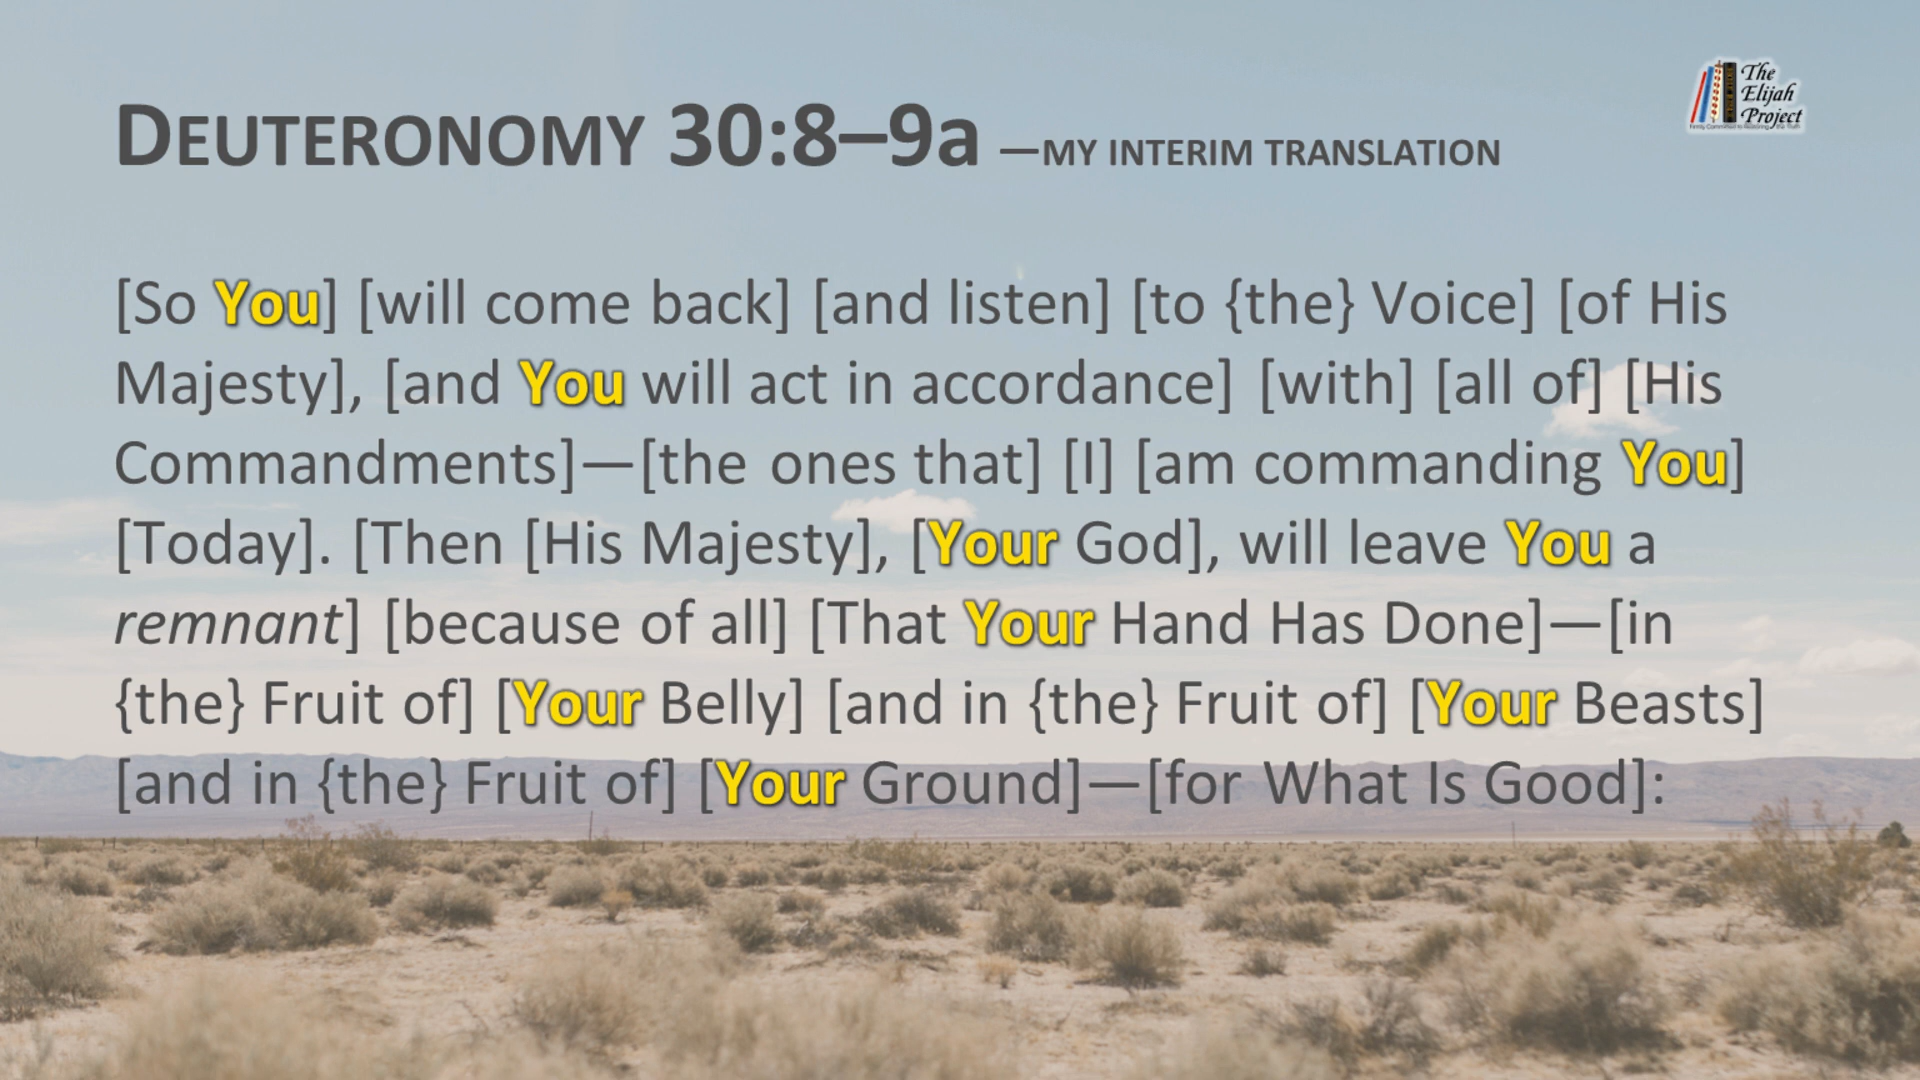 DEUTERONOMY 30:8–9a —MY INTERIM TRANSLATION
The
Elijah
Project
[So You] [will come back] [and listen] [to {the} Voice] [of His
Majesty], [and You will act in accordance] [with] [all of] [His
Commandments]—[the ones that] [I] [am commanding You]
[Today]. [Then [His Majesty], [Your God], will leave You a
remnant] [because of all] [That Your Hand Has Done]—[in
{the} Fruit of] [Your Belly] [and in {the} Fruit of] [Your Beasts]
[and in {the} Fruit of] [Your Ground]—[for What Is Good]: